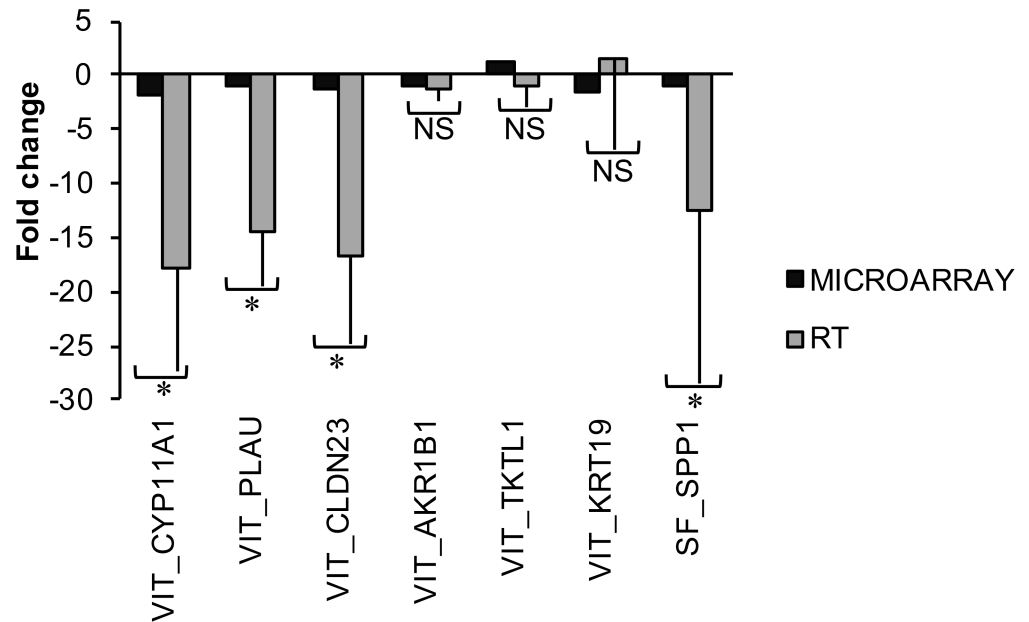 Fold change
5
0
-5
-10
-15
-20
-25
-30
*
*
*
NS
NS
NS
*
VIT_CYP11A1
VIT_PLAU
VIT_CLDN23
VIT_AKR1B1
VIT_TKTL1
VIT_KRT19
SF_SPP1
MICROARRAY
RT